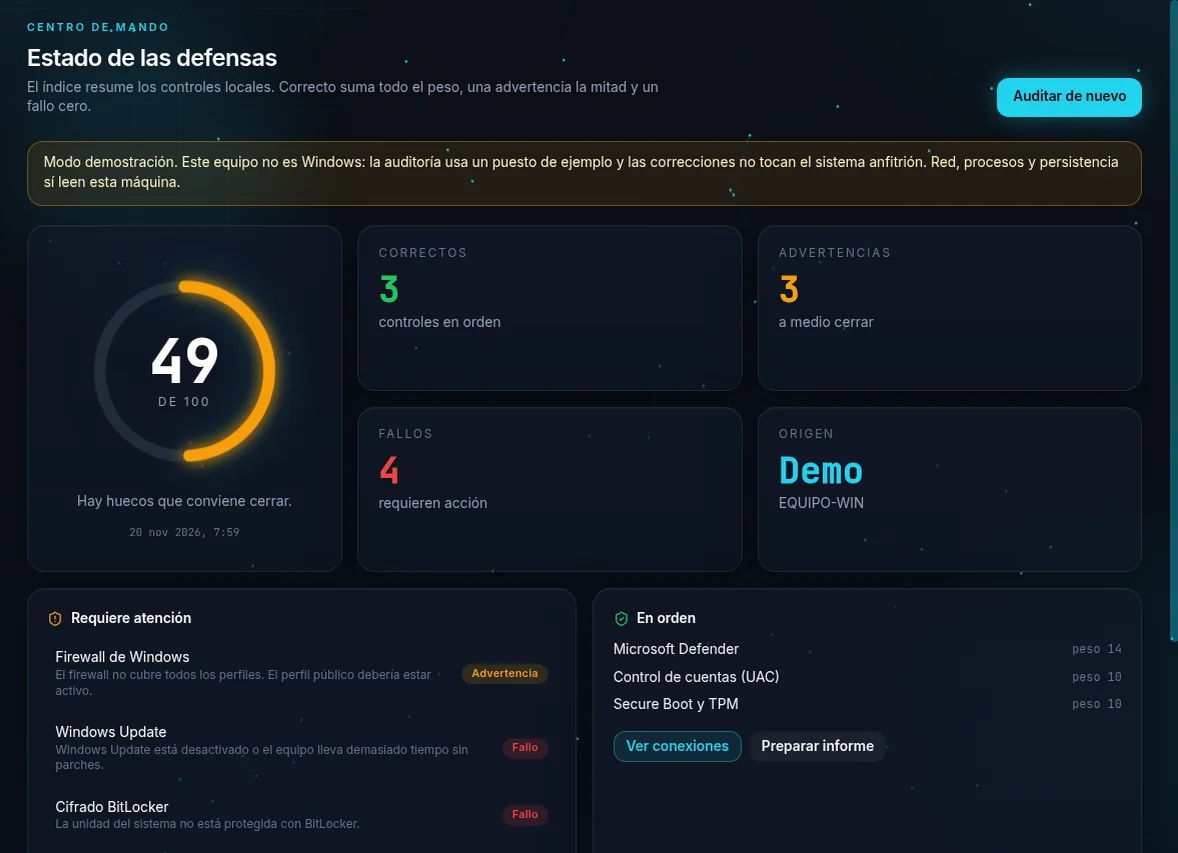 CENTRO DE MANDO
Estado de las defensas
El índice resume los controles locales. Correcto suma todo el peso, una advertencia la mitad y un
fallo cero.
Auditar de nuevo
Modo demostración. Este equipo no es Windows: la auditoría usa un puesto de ejemplo y las correcciones no tocan el sistema anfitrión. Red, procesos y persistencia
sí leen esta máquina.
49
DE 100
Hay huecos que conviene cerrar.
20 nov 2026, 7:59
CORRECTOS
3
controles en orden
ADVERTENCIAS
3
a medio cerrar
FALLOS
4
requieren acción
ORIGEN
Demo
EQUIPO-WIN
Requiere atención
Firewall de Windows
El firewall no cubre todos los perfiles. El perfil público debería estar
activo.
Advertencia
Windows Update
Windows Update está desactivado o el equipo lleva demasiado tiempo sin
parches.
Fallo
Cifrado BitLocker
La unidad del sistema no está protegida con BitLocker.
Fallo
En orden
Microsoft Defender
peso 14
Control de cuentas (UAC)
peso 10
Secure Boot y TPM
peso 10
Ver conexiones
Preparar informe